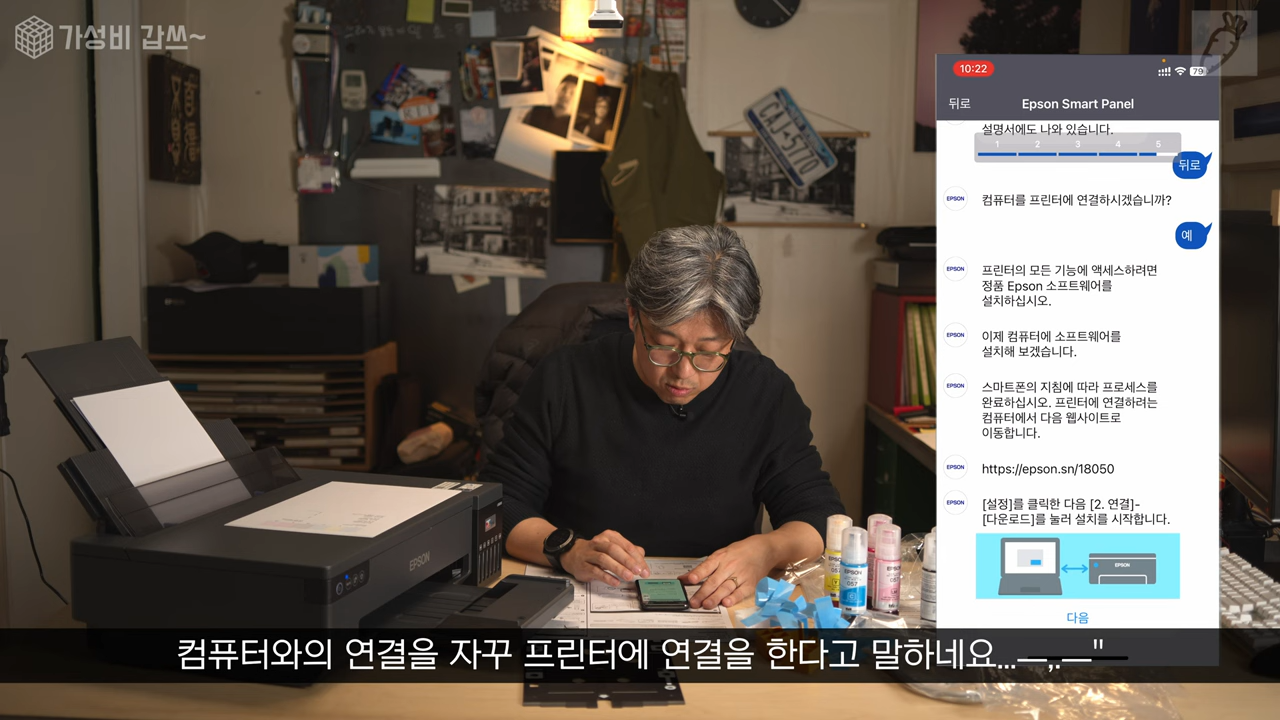 가성비 갑쓰~
CAJ-5770
EPSON
EPSON
057
EPSON
057
EPSON
057
10:22
79
뒤로
Epson Smart Panel
설명서에도 나와 있습니다.
1 2 3 4 5
뒤로
EPSON
컴퓨터를 프린터에 연결하시겠습니까?
예
EPSON
프린터의 모든 기능에 액세스하려면
정품 Epson 소프트웨어를
설치하십시오.
EPSON
이제 컴퓨터에 소프트웨어를
설치해 보겠습니다.
EPSON
스마트폰의 지침에 따라 프로세스를
완료하십시오. 프린터에 연결하려는
컴퓨터에서 다음 웹사이트로
이동합니다.
EPSON
https://epson.sn/18050
EPSON
[설정]를 클릭한 다음 [2. 연결]-
[다운로드]를 눌러 설치를 시작합니다.
EPSON
다음
컴퓨터와의 연결을 자꾸 프린터에 연결을 한다고 말하네요...ㅡ,.ㅡ"